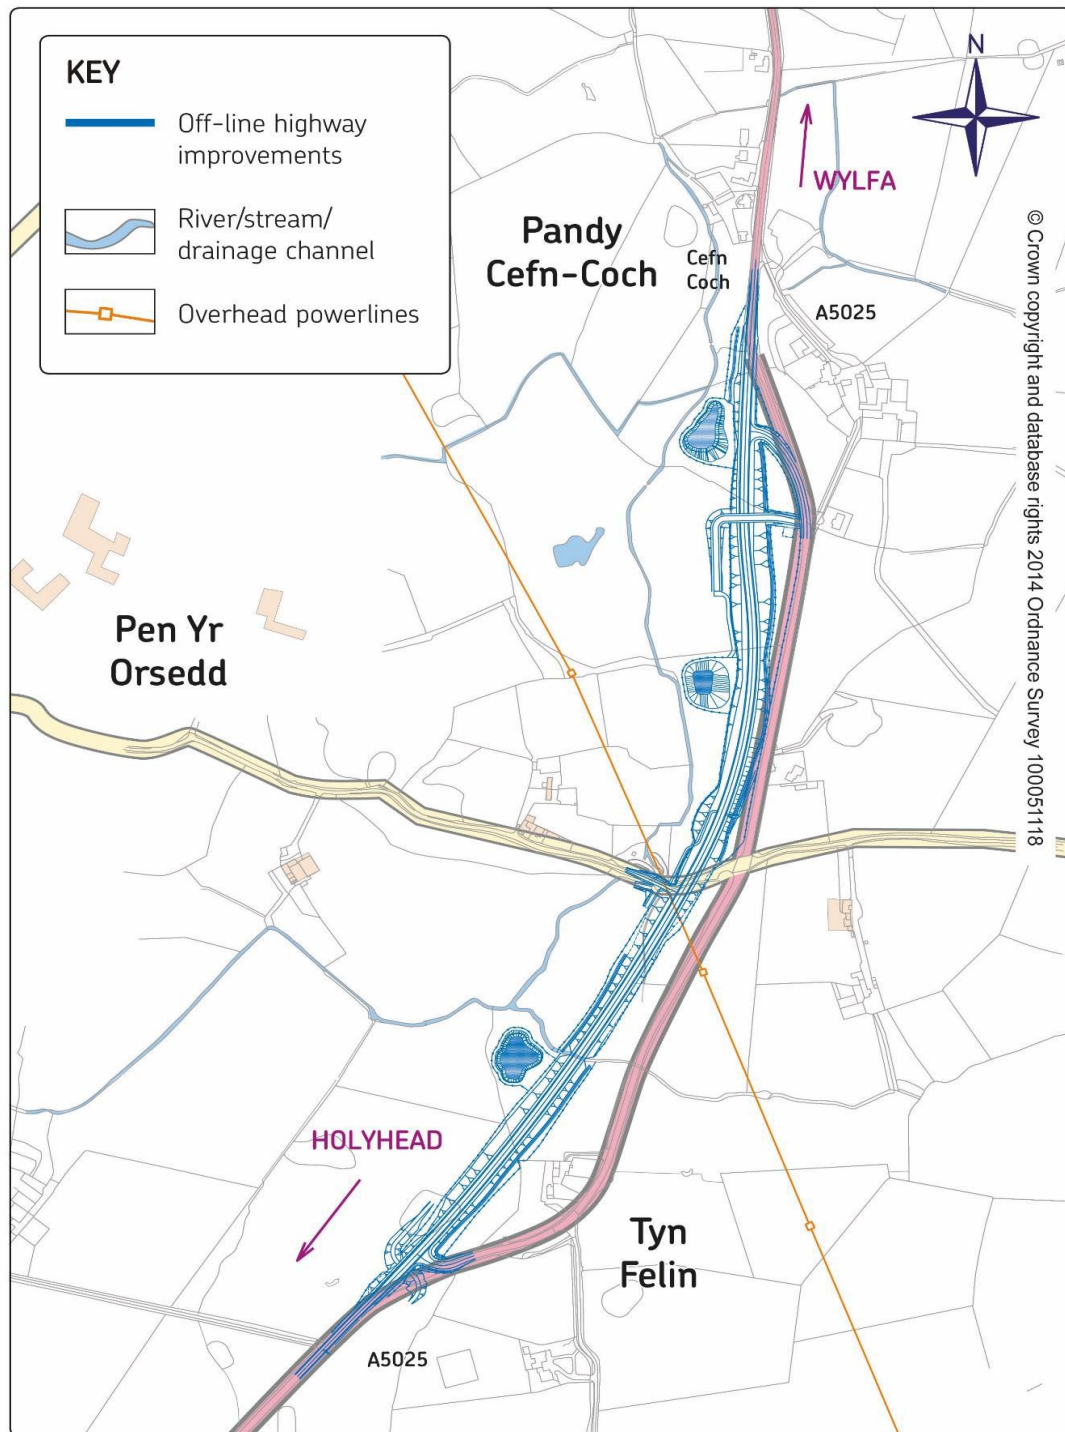 KEY
Off-line highway
improvements
River/stream/
drainage channel
Overhead powerlines
N
WYLFA
Pandy
Cefn-Coch
Cefn
Coch
A5025
© Crown copyright and database rights 2014 Ordnance Survey 100051118
Pen Yr
Orsedd
HOLYHEAD
Tyn
Felin
A5025